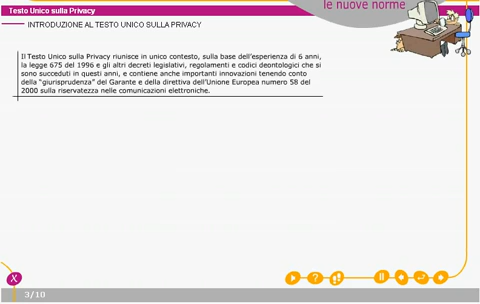 le nuove norme
Testo Unico sulla Privacy
INTRODUZIONE AL TESTO UNICO SULLA PRIVACY
Il Testo Unico sulla Privacy riunisce in unico contesto, sulla base dell'esperienza di 6 anni,
la legge 675 del 1996 e gli altri decreti legislativi, regolamenti e codici deontologici che si
sono succeduti in questi anni, e contiene anche importanti innovazioni tenendo conto
della "giurisprudenza" del Garante e della direttiva dell'Unione Europea numero 58 del
2000 sulla riservatezza nelle comunicazioni elettroniche.
X
?
3/10